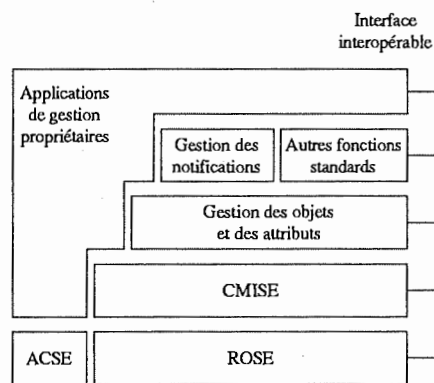 Interface
interopérable
Applications
de gestion
propriétaires
Gestion des
notifications
Autres fonctions
standards
Gestion des objets
et des attributs
CMISE
ACSE
ROSE